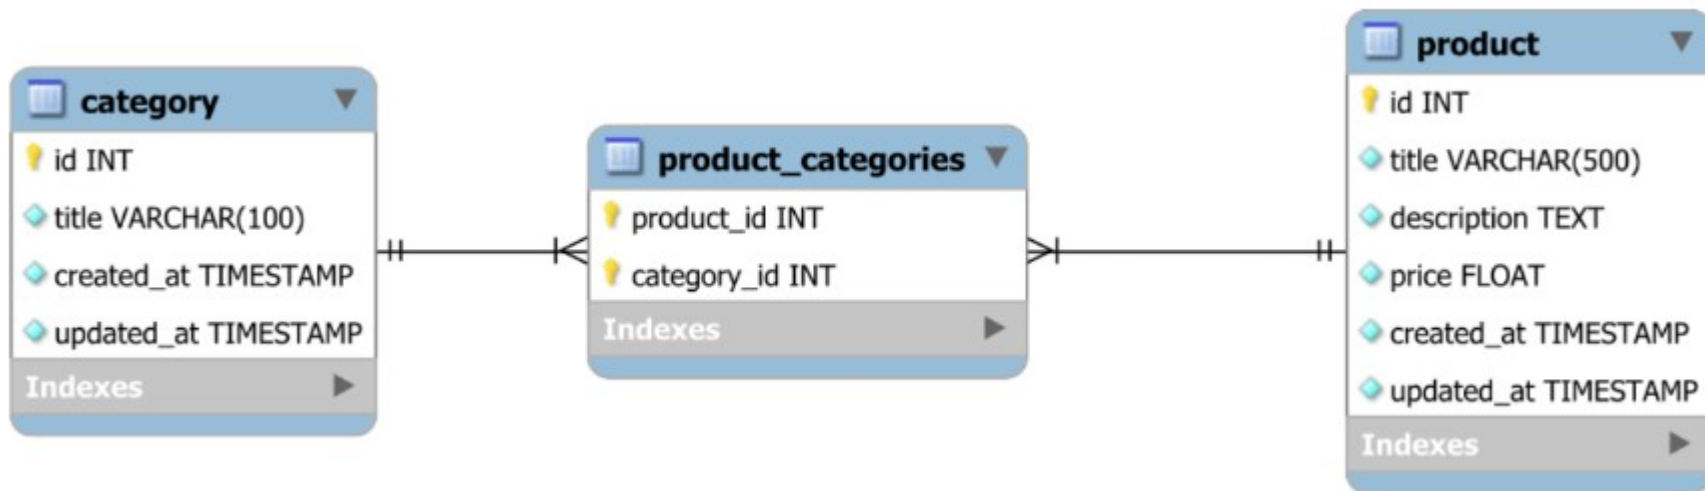 category
id INT
title VARCHAR(100)
created_at TIMESTAMP
updated_at TIMESTAMP
Indexes
product_categories
product_id INT
category_id INT
Indexes
product
id INT
title VARCHAR(500)
description TEXT
price FLOAT
created_at TIMESTAMP
updated_at TIMESTAMP
Indexes